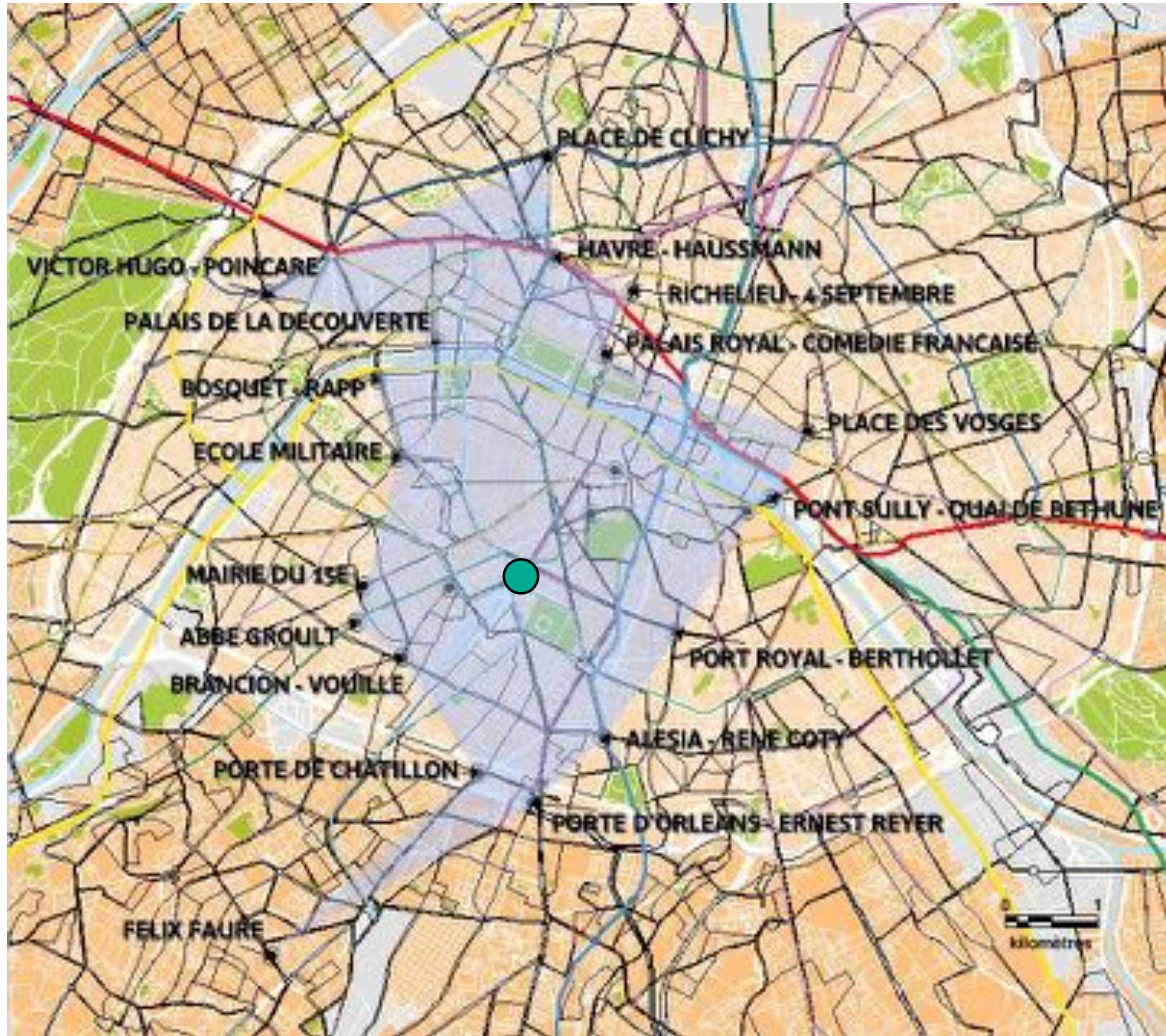 PLACE DE CLICHY
HAVRE - HAUSSMANN
VICTOR HUGO - POINCARE
RICHELIEU - 4 SEPTEMBRE
PALAIS DE LA DECOUVERTE
PALAIS ROYAL - COMEDIE FRANCAISE
BOSQUET - RAPP
PLACE DES VOSGES
ECOLE MILITAIRE
PONT SULLY - QUAI DE BETHUNE
MAIRIE DU 15E
ABBE GROULT
PORT ROYAL - BERTHOLLET
BRANCION - VOUILLE
ALESIA - RENE COTY
PORTE DE CHATILLON
PORTE D'ORLEANS - ERNEST REYER
0 1
kilomètres
FELIX FAURE